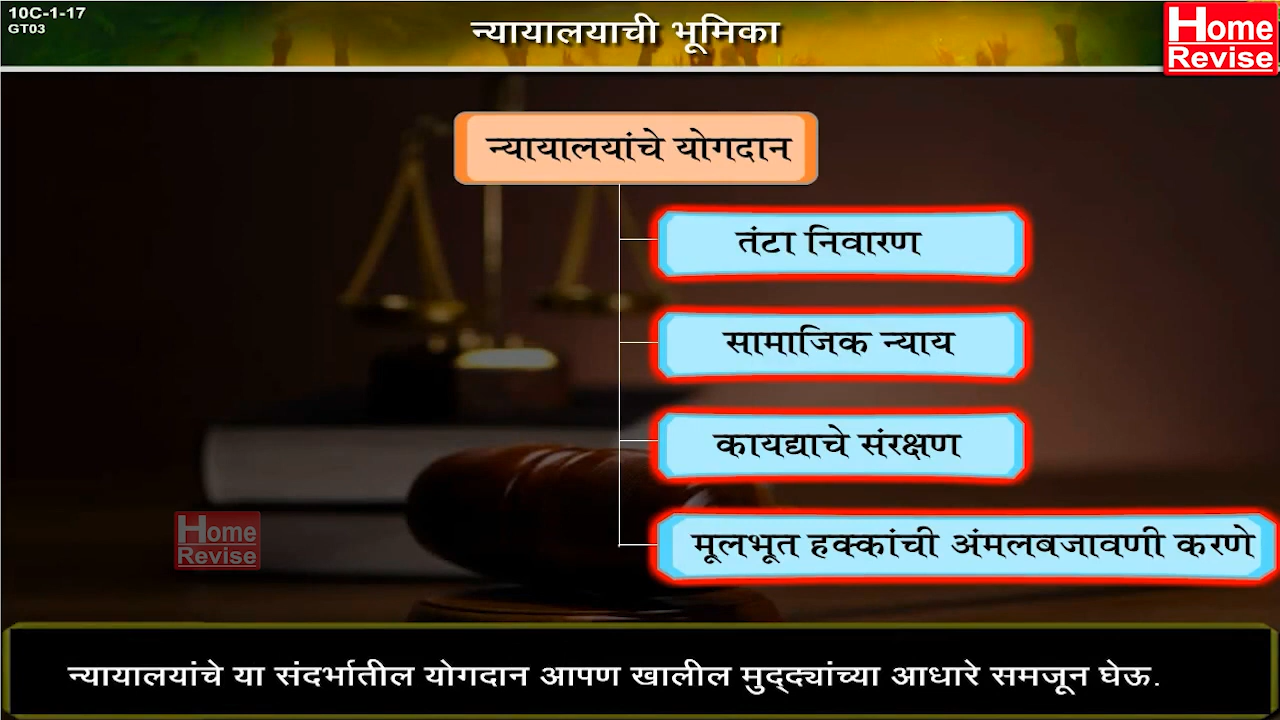 10C-1-17
GT03
न्यायालयाची भूमिका
Home
Revise
न्यायालयांचे योगदान
तंटा निवारण
सामाजिक न्याय
कायद्याचे संरक्षण
मूलभूत हक्कांची अंमलबजावणी करणे
Home
Revise
न्यायालयांचे या संदर्भातील योगदान आपण खालील मुद्द्यांच्या आधारे समजून घेऊ.